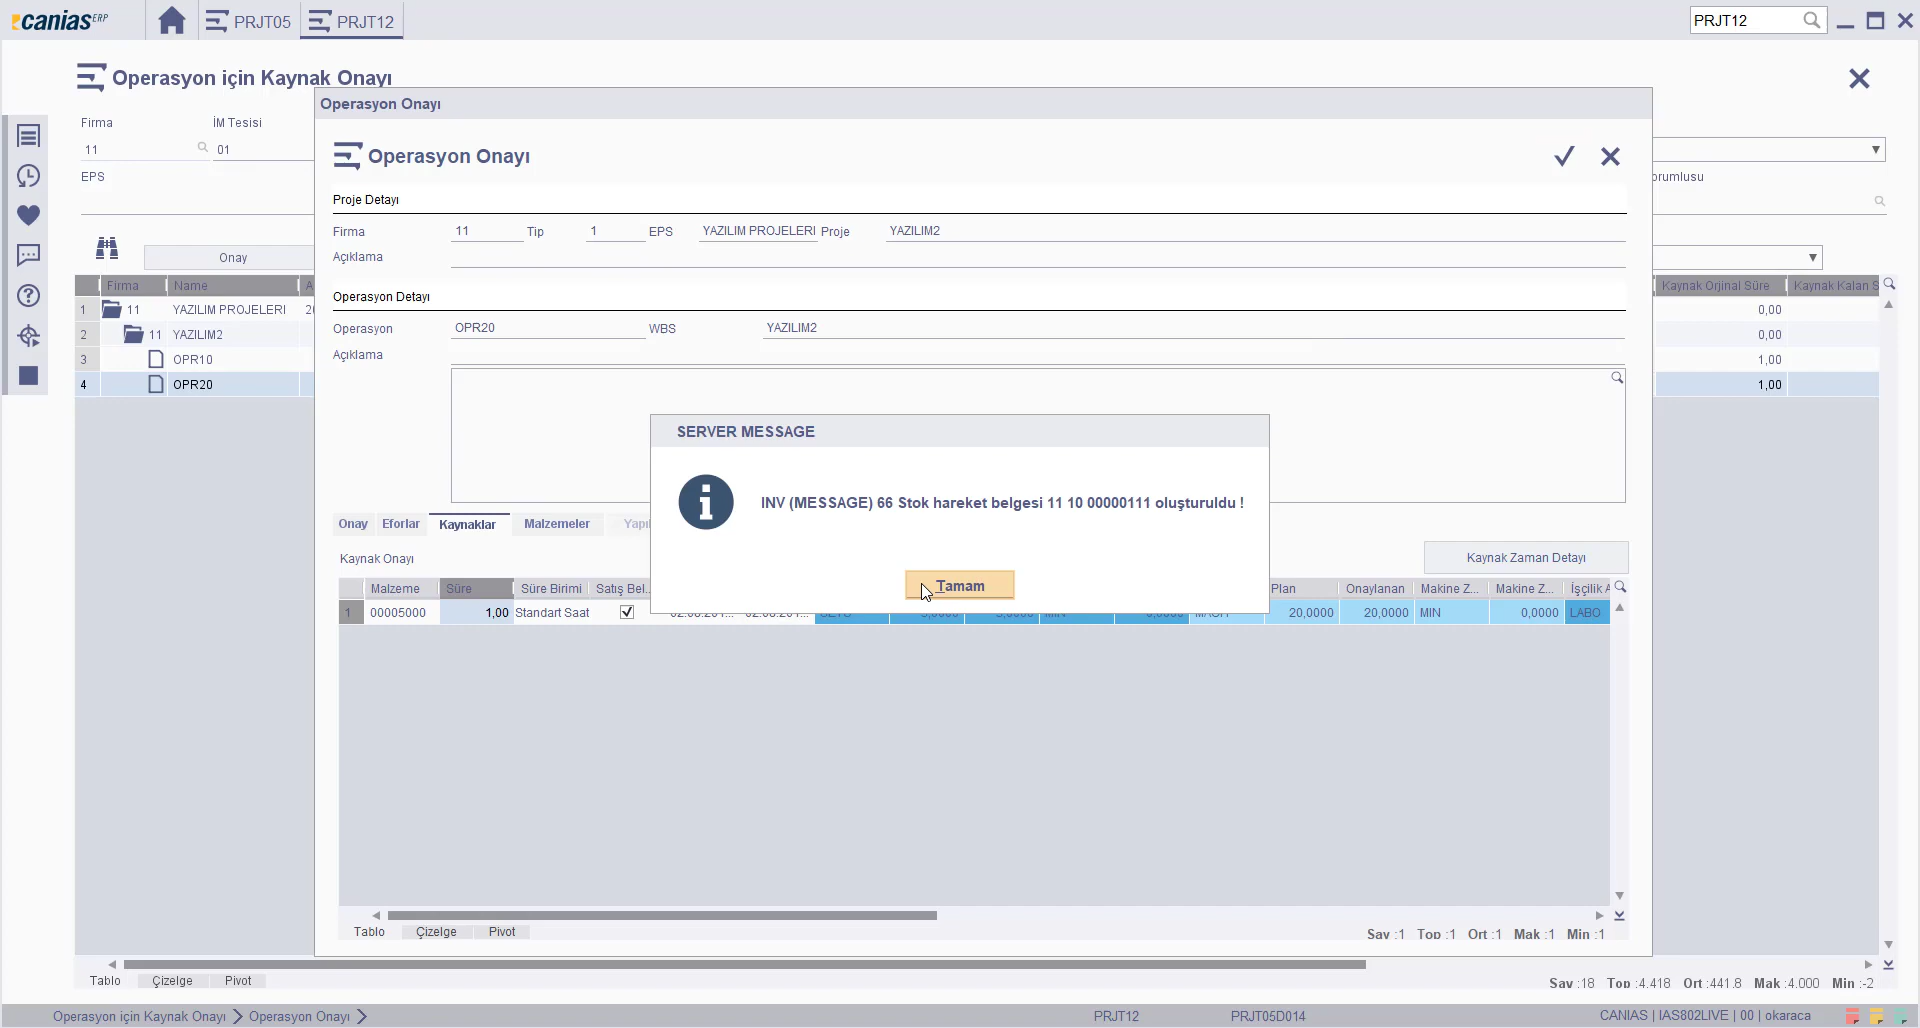 canias ERP
PRJT05
PRJT12
PRJT12
Operasyon için Kaynak Onayı
Firma
İM Tesisi
11
01
EPS
orumlusu
Onay
Operasyon Onayı
Operasyon Onayı
Proje Detayı
Firma 11 Tip 1 EPS YAZILIM PROJELERI Proje YAZILIM2
Açıklama
Operasyon Detayı
Operasyon OPR20 WBS YAZILIM2
Açıklama
Firma Name A Kaynak Orjinal Süre Kaynak Kalan S
1 11 YAZILIM PROJELERI 20 0,00
2 11 YAZILIM2 0,00
3 OPR10 1,00
4 OPR20 1,00
SERVER MESSAGE
INV (MESSAGE) 66 Stok hareket belgesi 11 10 00000111 oluşturuldu !
Tamam
Onay Eforlar Kaynaklar Malzemeler Yapıl
Kaynak Onayı
Kaynak Zaman Detayı
Malzeme Süre Süre Birimi Satış Bel... Plan Onaylanan Makine Z... Makine Z... İşçilik A
1 00005000 1,00 Standart Saat 20,0000 20,0000 MIN 0,0000 LABO
Tablo Çizelge Pivot
Say :1 Top :1 Ort :1 Mak :1 Min :1
Tablo Çizelge Pivot
Say :18 Top :4.418 Ort :441.8 Mak :4.000 Min :-2
Operasyon için Kaynak Onayı Operasyon Onayı PRJT12 PRJT05D014 CANIAS | IAS802LIVE | 00 | okaraca